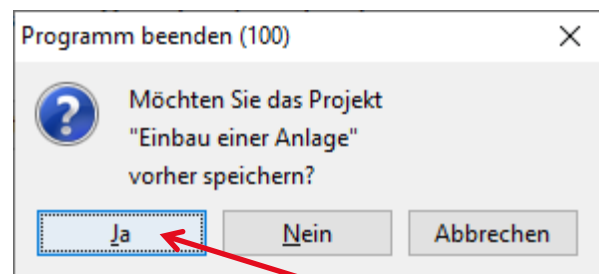 Programm beenden (100)
Möchten Sie das Projekt
"Einbau einer Anlage"
vorher speichern?
Ja
Nein
Abbrechen